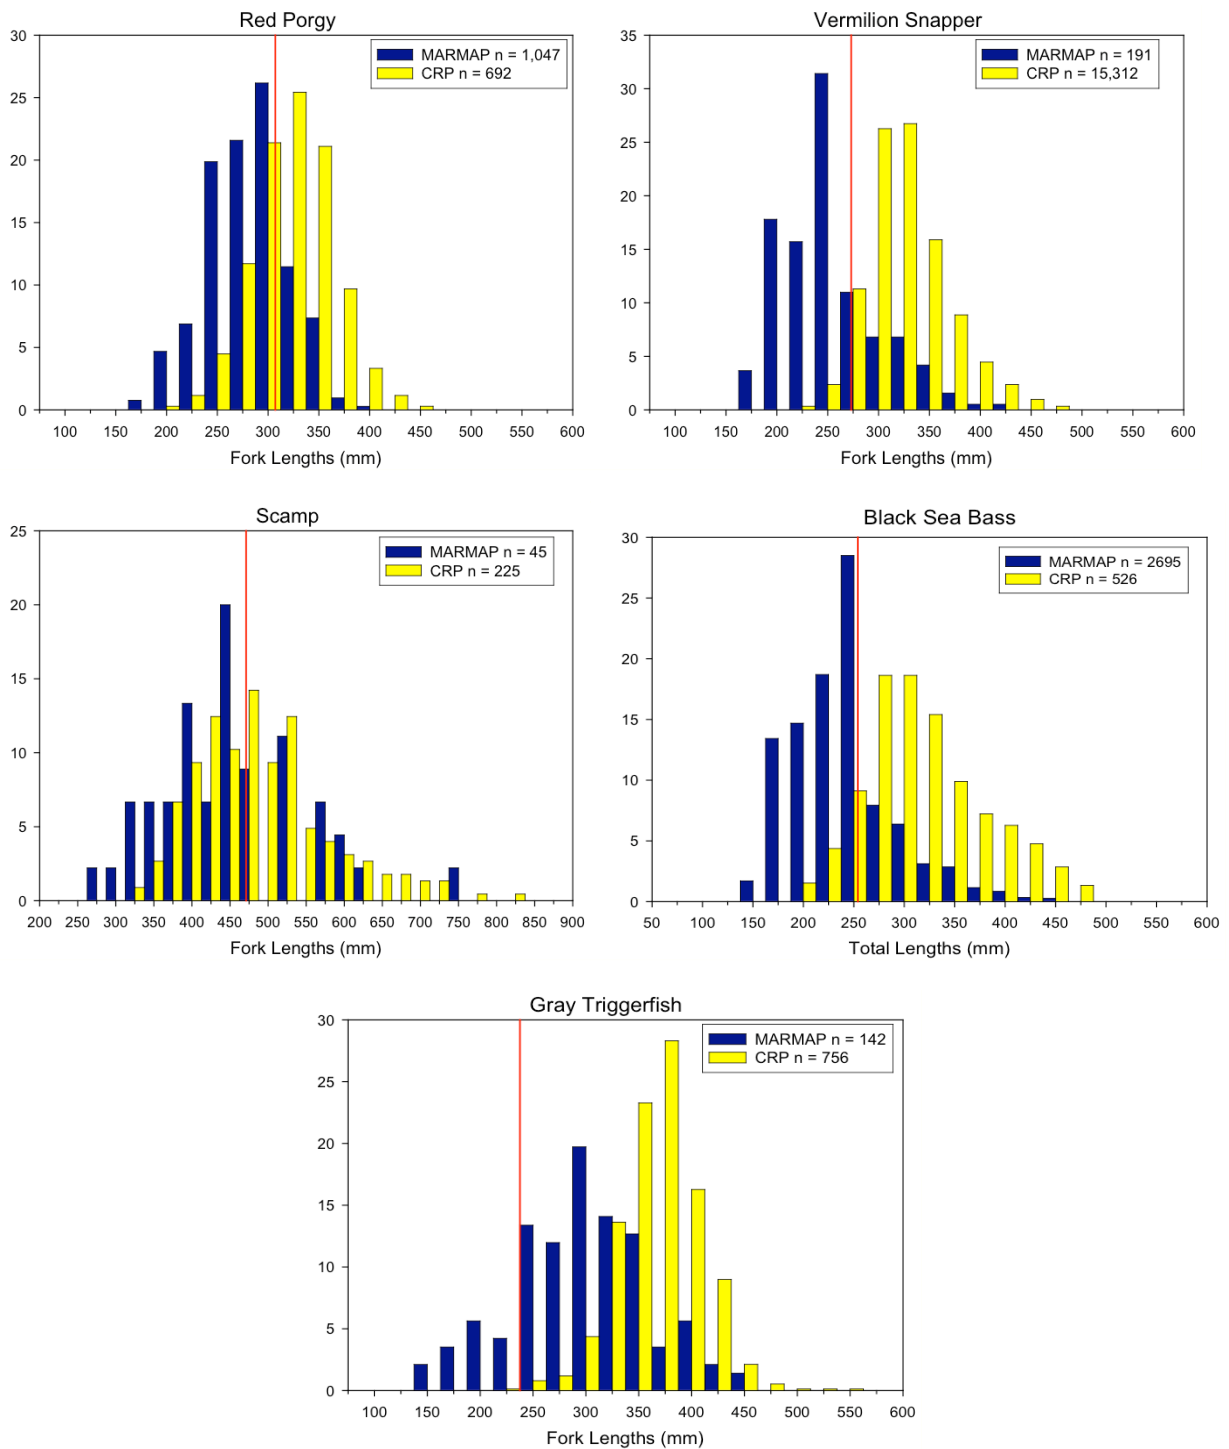 Red Porgy
MARMAP n = 1,047
CRP n = 692
30
25
20
15
10
5
0
100 150 200 250 300 350 400 450 500 550 600
Fork Lengths (mm)
Vermilion Snapper
MARMAP n = 191
CRP n = 15,312
35
30
25
20
15
10
5
0
100 150 200 250 300 350 400 450 500 550 600
Fork Lengths (mm)
Scamp
MARMAP n = 45
CRP n = 225
25
20
15
10
5
0
200 250 300 350 400 450 500 550 600 650 700 750 800 850 900
Fork Lengths (mm)
Black Sea Bass
MARMAP n = 2695
CRP n = 526
30
25
20
15
10
5
0
50 100 150 200 250 300 350 400 450 500 550 600
Total Lengths (mm)
Gray Triggerfish
MARMAP n = 142
CRP n = 756
30
25
20
15
10
5
0
100 150 200 250 300 350 400 450 500 550 600
Fork Lengths (mm)